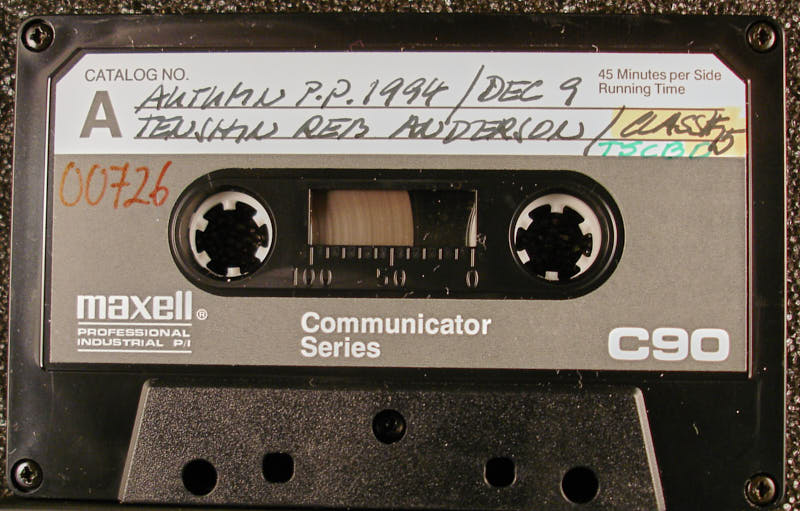 CATALOG NO.
A
AUTUMN P.P. 1994 / DEC 9
45 Minutes per Side
Running Time
TENSHIN REB ANDERSON / CLASS #5
TSCBD
00726
100 50 0
maxell®
PROFESSIONAL
INDUSTRIAL P/I
Communicator
Series
C90